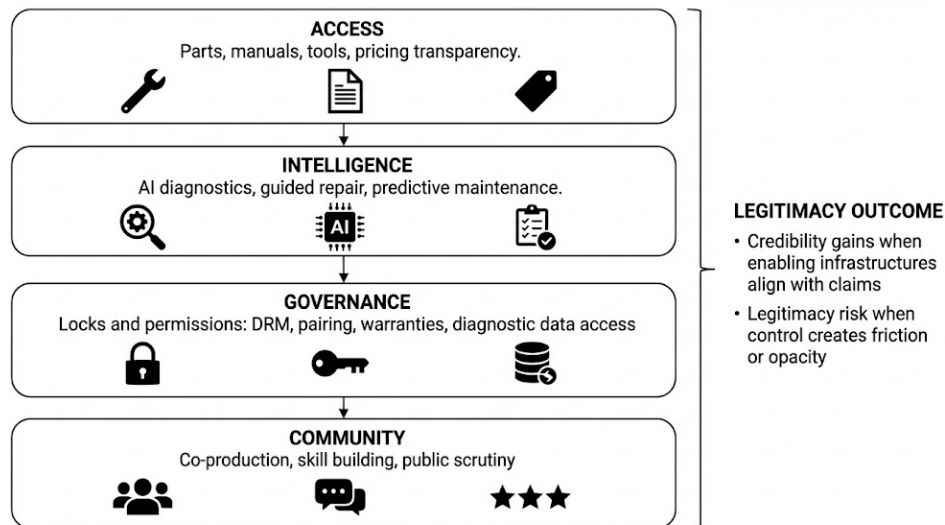 ACCESS
Parts, manuals, tools, pricing transparency.
INTELLIGENCE
AI diagnostics, guided repair, predictive maintenance.
AI
GOVERNANCE
Locks and permissions: DRM, pairing, warranties, diagnostic data access
COMMUNITY
Co-production, skill building, public scrutiny
LEGITIMACY OUTCOME
• Credibility gains when
enabling infrastructures
align with claims
• Legitimacy risk when
control creates friction
or opacity